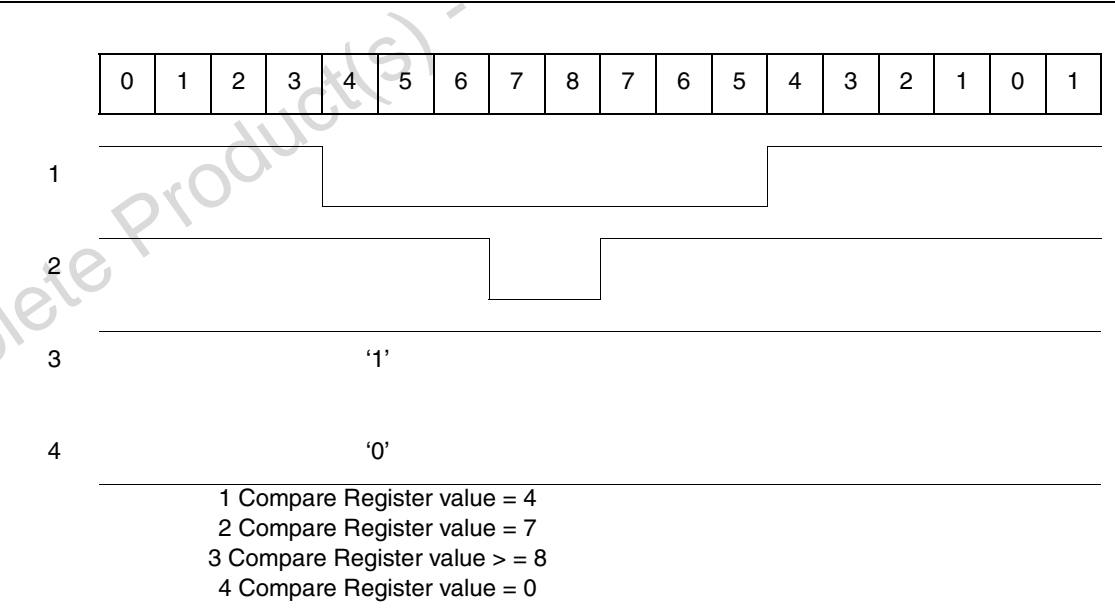 0 1 2 3 4 5 6 7 8 7 6 5 4 3 2 1 0 1
1
2
3 ‘1’
4 ‘0’
1 Compare Register value = 4
2 Compare Register value = 7
3 Compare Register value > = 8
4 Compare Register value = 0
Product(s) -